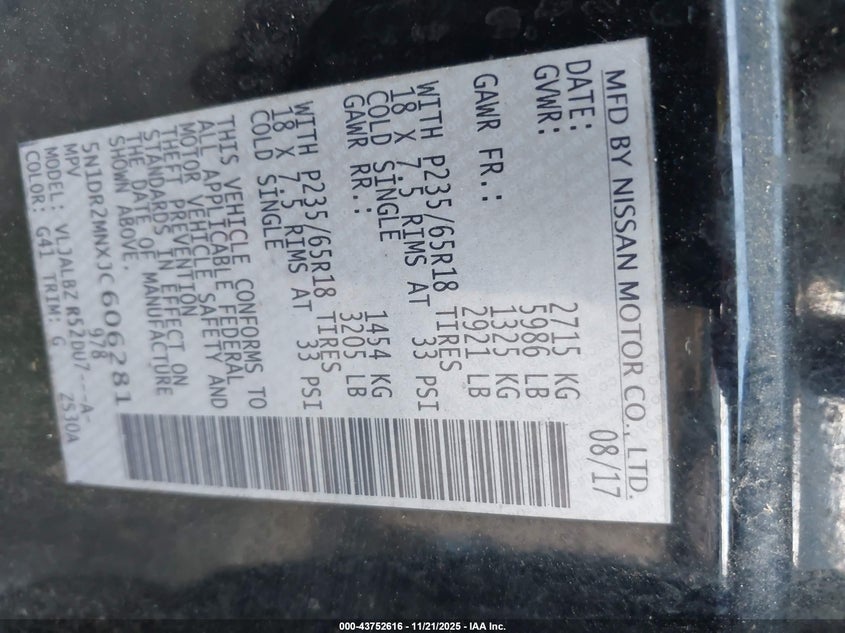 MFD BY NISSAN MOTOR CO., LTD.
DATE: 08/17
GVWR: 2715 KG
5986 LB
GAWR FR.: 1325 KG
2921 LB
WITH P235/65R18 TIRES
18 X 7.5 RIMS AT 33 PSI
COLD SINGLE
GAWR RR.: 1454 KG
3205 LB
WITH P235/65R18 TIRES
18 X 7.5 RIMS AT 33 PSI
COLD SINGLE
THIS VEHICLE CONFORMS TO
ALL APPLICABLE FEDERAL
MOTOR VEHICLE SAFETY AND
THEFT PREVENTION
STANDARDS IN EFFECT ON
THE DATE OF MANUFACTURE
SHOWN ABOVE. 978
5N1DR2MNXJC606281
MPV
MODEL: VLJALBZ R52DU7---A-
COLOR: G41 TRIM: G 2S30A
000-43752616 - 11/21/2025 - IAA Inc.